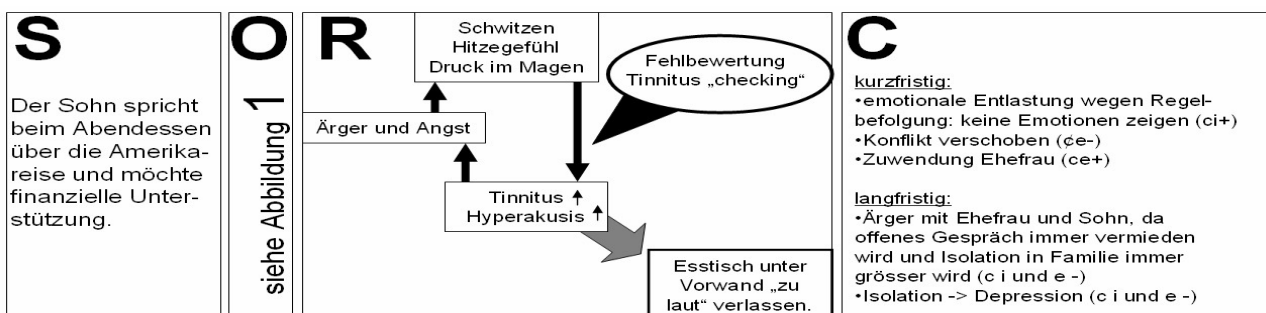 S
Der Sohn spricht
beim Abendessen
über die Amerika-
reise und möchte
finanzielle Unter-
stützung.
O
siehe Abbildung 1
R
Schwitzen
Hitzegefühl
Druck im Magen
Fehlbewertung
Tinnitus „checking“
Ärger und Angst
Tinnitus
Hyperakusis
Esstisch unter
Vorwand „zu
laut“ verlassen.
C
kurzfristig:
•emotionale Entlastung wegen Regel-
befolgung: keine Emotionen zeigen (ci+)
•Konflikt verschoben (¢e-)
•Zuwendung Ehefrau (ce+)
langfristig:
•Ärger mit Ehefrau und Sohn, da
offenes Gespräch immer vermieden
wird und Isolation in Familie immer
grösser wird (c i und e -)
•Isolation -> Depression (c i und e -)